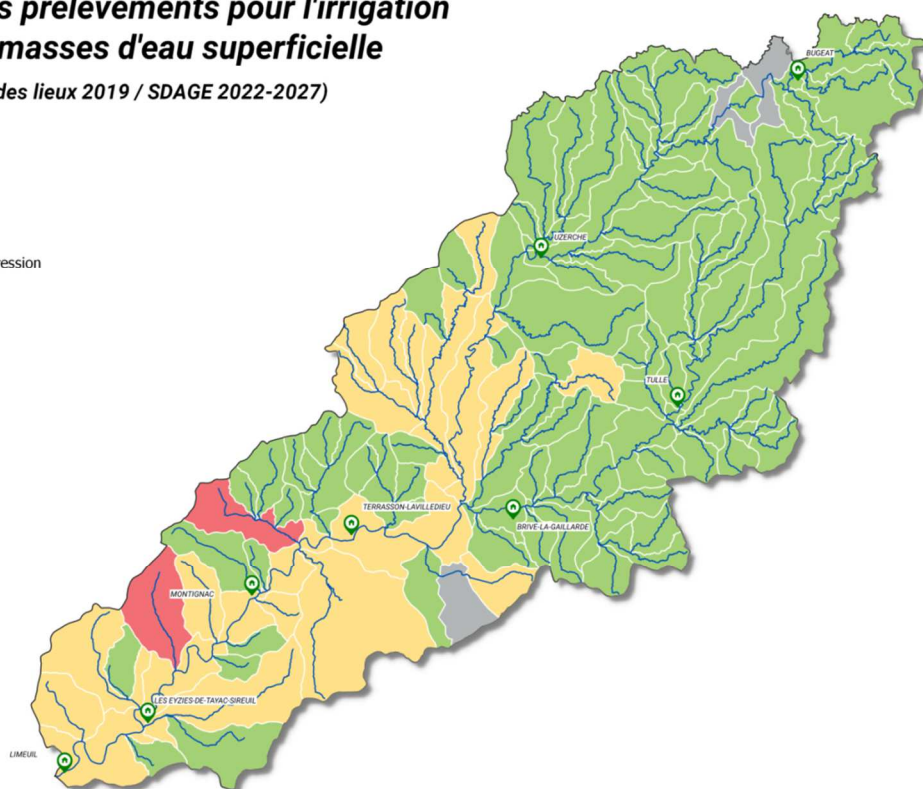 s prélèvements pour l'irrigation
masses d'eau superficielle
des lieux 2019 / SDAGE 2022-2027)
ession
BUGEAT
UZERCHE
TULLE
TERRASSON-LAVILLEDIEU
BRIVE-LA-GAILLARDE
MONTIGNAC
LES EYZIES-DE-TAYAC-SIREUIL
LIMEUIL